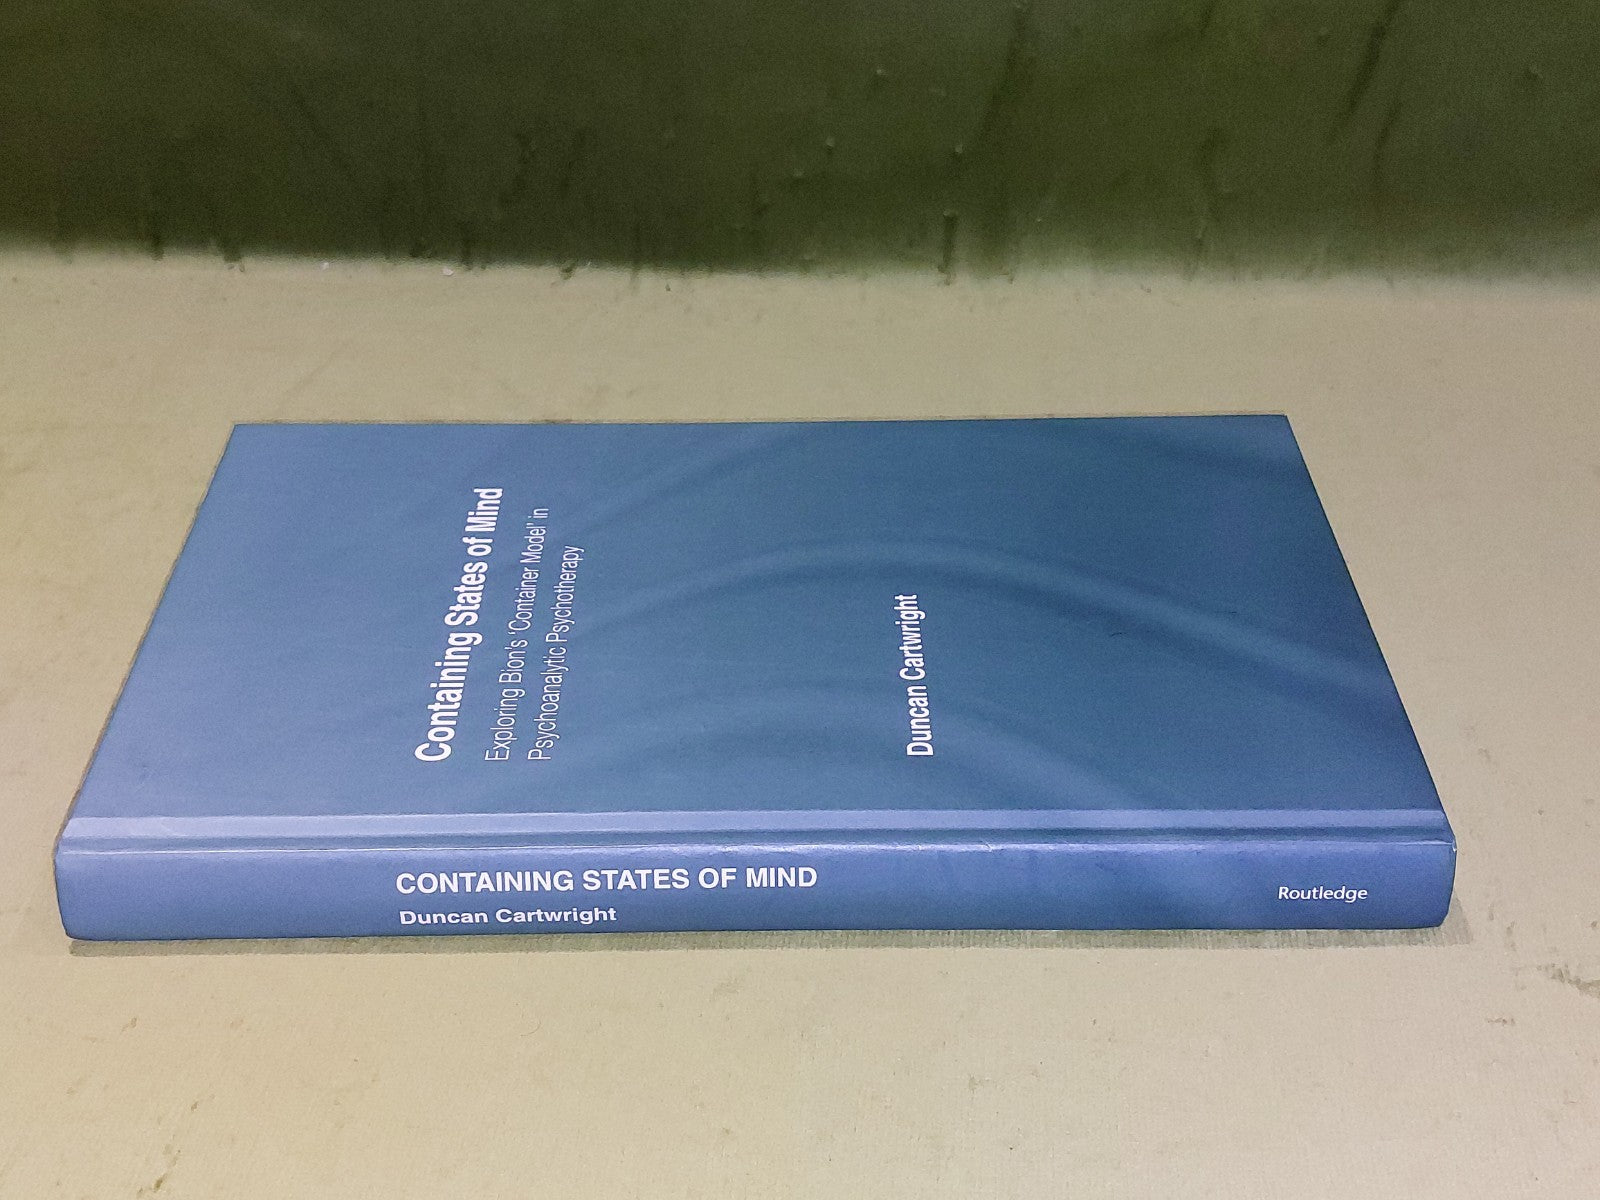 Containing States of Mind
Exploring Bion's 'Container Model' in
Psychoanalytic Psychotherapy
Duncan Cartwright
CONTAINING STATES OF MIND
Duncan Cartwright
Routledge